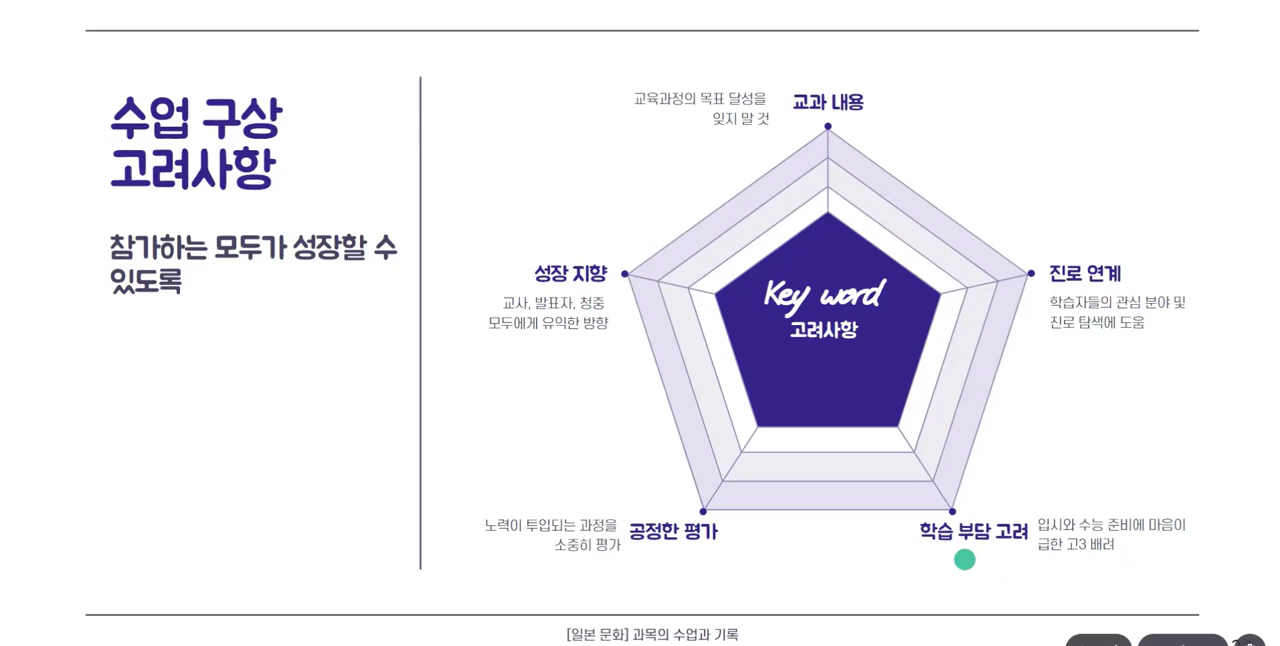 수업 구상
고려사항
참가하는 모두가 성장할 수
있도록
교육과정의 목표 달성을
잊지 말 것
교과 내용
성장 지향
교사, 발표자, 청중
모두에게 유익한 방향
Key word
고려사항
진로 연계
학습자들의 관심 분야 및
진로 탐색에 도움
노력이 투입되는 과정을
소중히 평가
공정한 평가
학습 부담 고려
입시와 수능 준비에 마음이
급한 고3 배려
[일본 문화] 과목의 수업과 기록